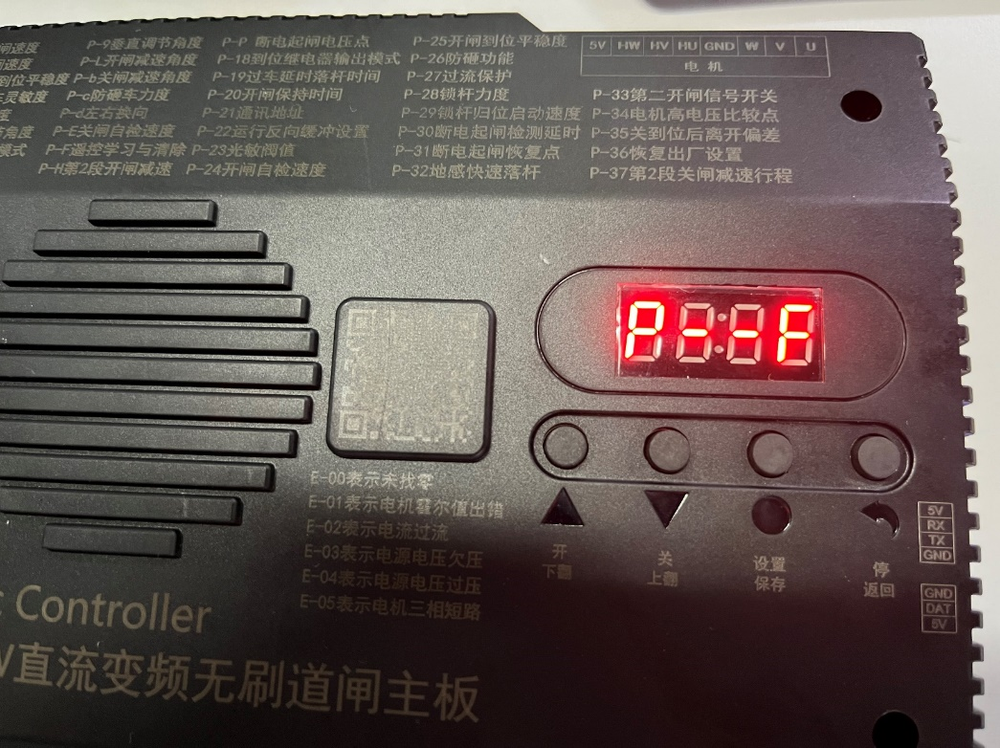 P-9垂直调节角度
P-L开闸减速角度
P-b关闸减速角度
P-c防砸车力度
P-d左右换向
P-E关闸自检速度
P-F遥控学习与清除
P-H第2段开闸减速
P-P 断电起闸电压点
P-18到位继电器输出模式
P-19过车延时落杆时间
P-20开闸保持时间
P-21通讯地址
P-22运行反向缓冲设置
P-23光敏阀值
P-24开闸自检速度
P-25开闸到位平稳度
P-26防砸功能
P-27过流保护
P-28锁杆力度
P-29锁杆归位启动速度
P-30断电起闸检测延时
P-31断电起闸恢复点
P-32地感快速落杆
5V HW HV HU GND W V U
电 机
P-33第二开闸信号开关
P-34电机高电压比较点
P-35关到位后离开偏差
P-36恢复出厂设置
P-37第2段关闸减速行程
速度
到位平稳度
灵敏度
角度
模式
P--F
E-00表示未找零
E-01表示电机霍尔值出错
E-02表示电流过流
E-03表示电源电压欠压
E-04表示电源电压过压
E-05表示电机三相短路
开
下翻
关
上翻
设置
保存
停
返回
5V
RX
TX
GND
GND
DAT
5V
Controller
直流变频无刷道闸主板